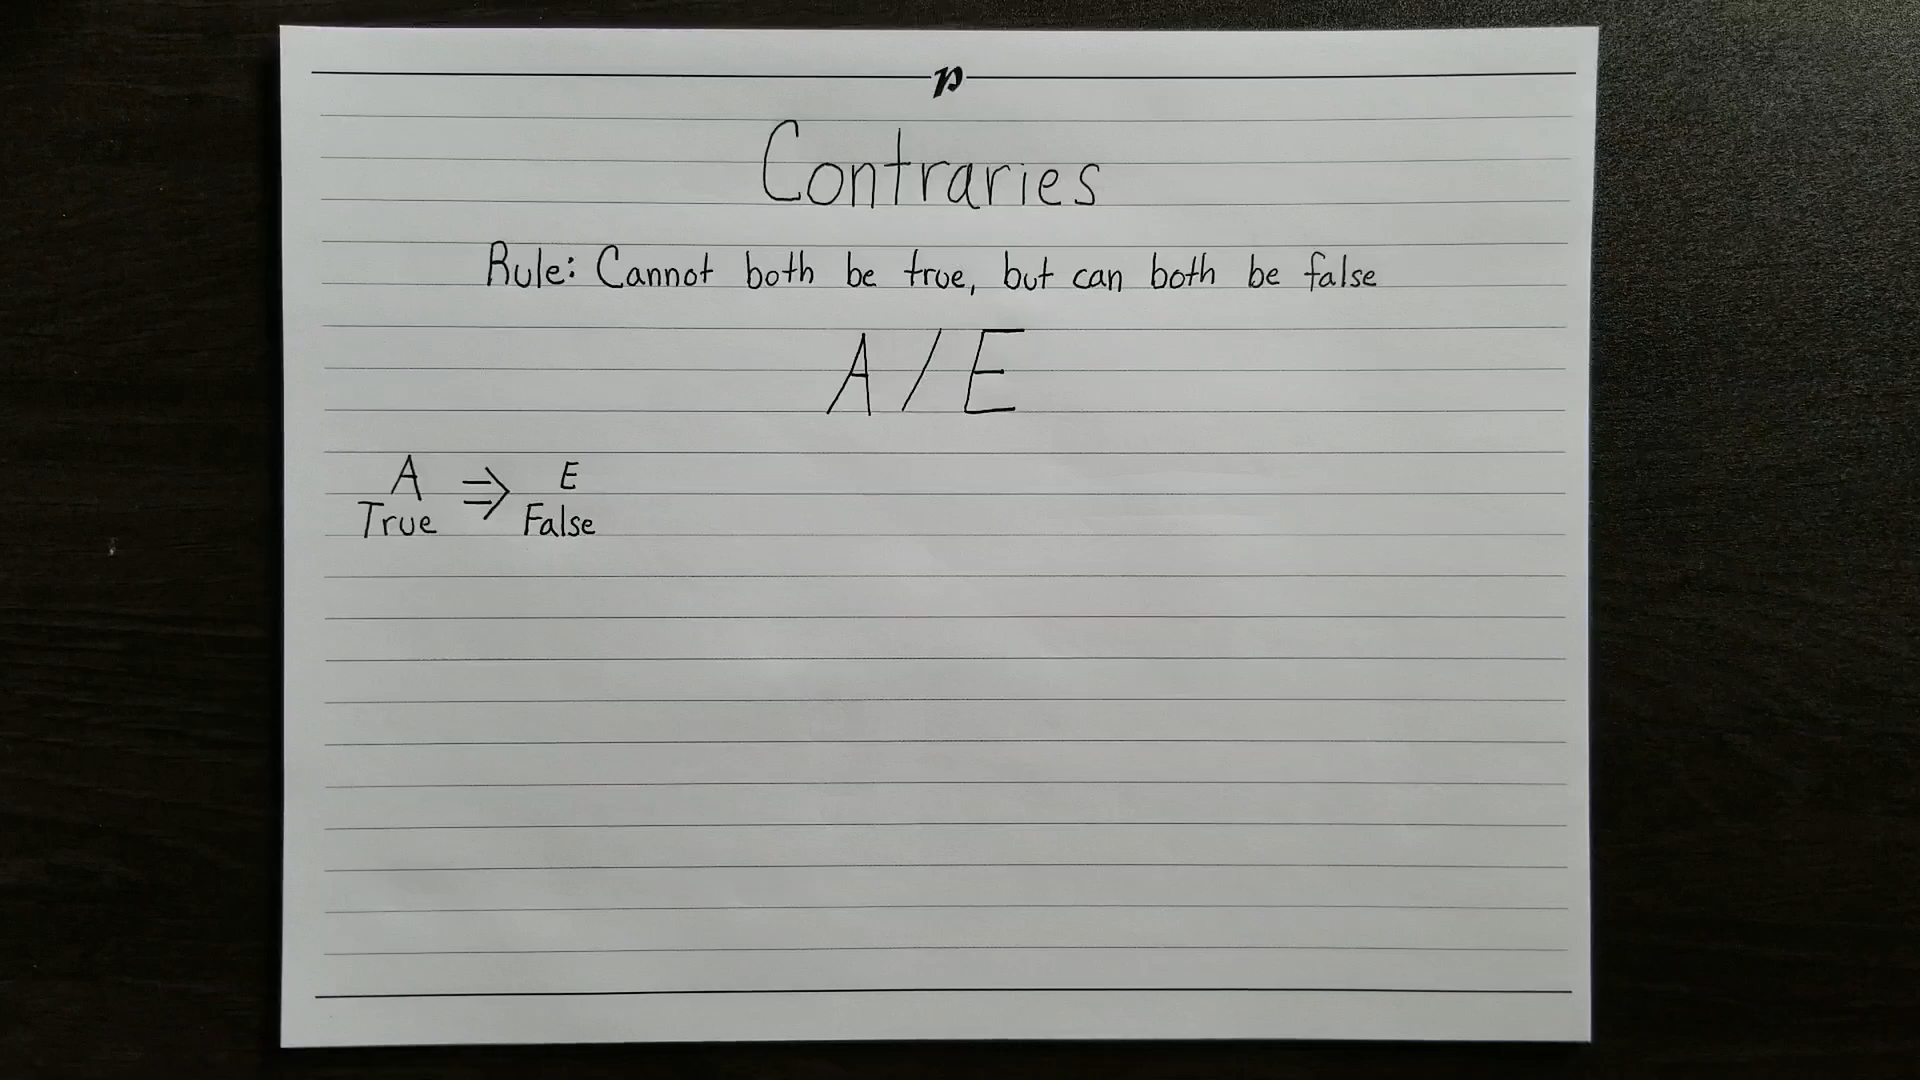 p
Contraries
Rule: Cannot both be true, but can both be false
A / E
A ⇒ E
True False